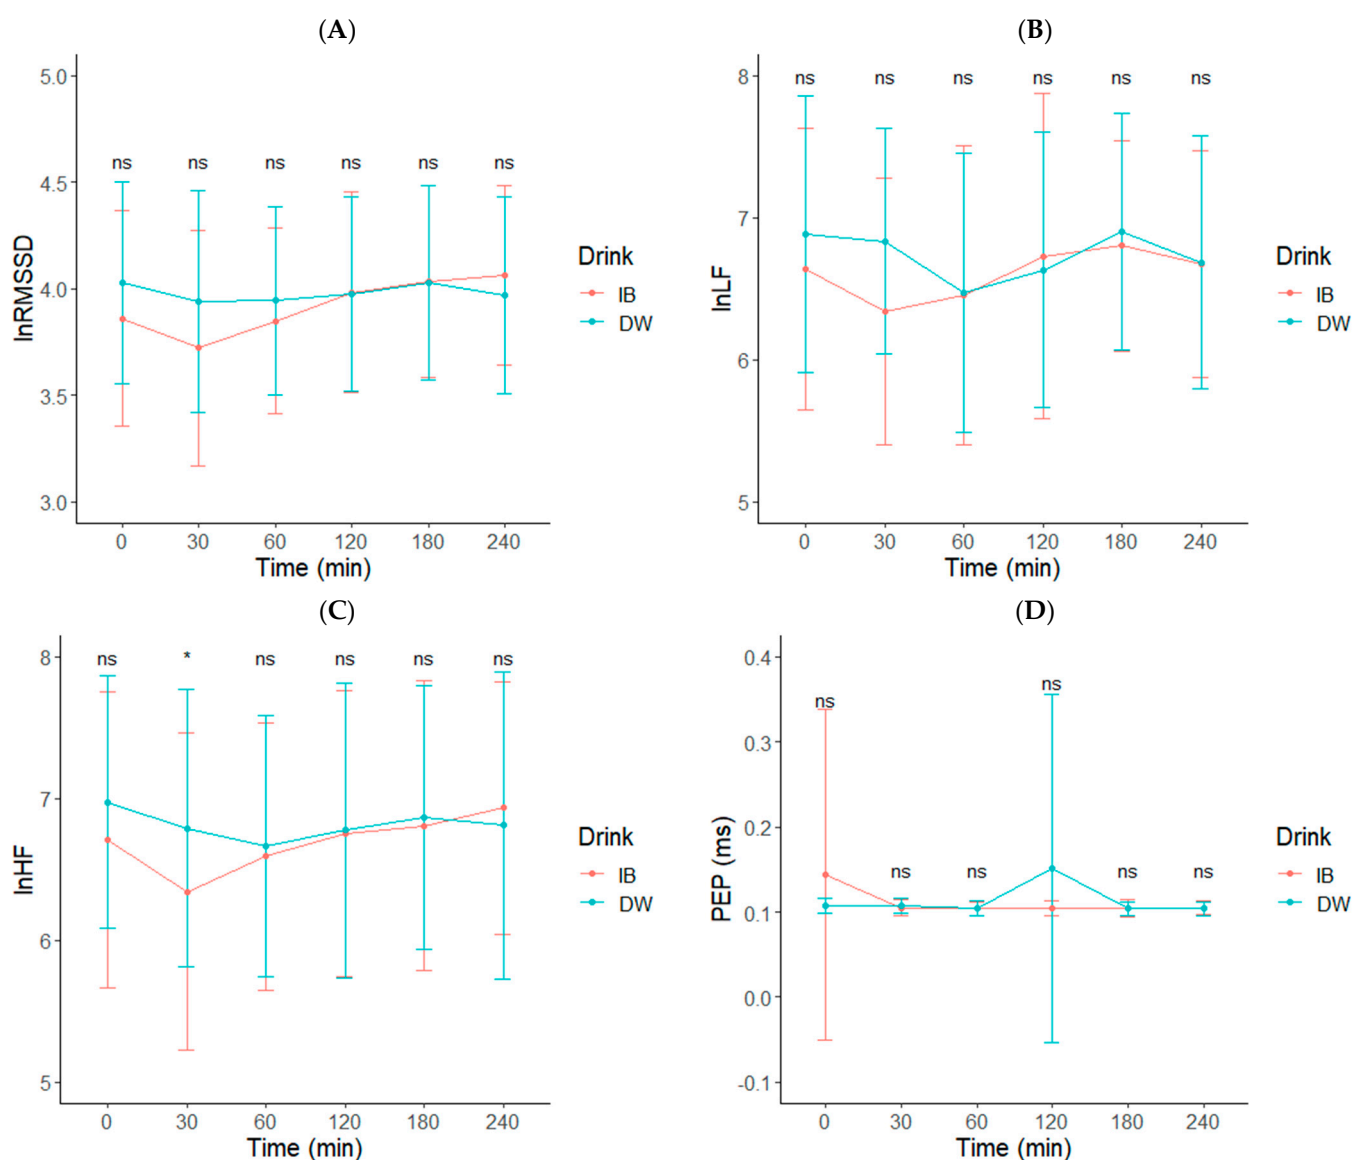 (A)
5.0
4.5
4.0
3.5
3.0
lnRMSSD
ns ns ns ns ns ns
0 30 60 120 180 240
Time (min)
Drink
IB
DW
(B)
8
7
6
5
lnLF
ns ns ns ns ns ns
0 30 60 120 180 240
Time (min)
Drink
IB
DW
(C)
8
7
6
5
lnHF
ns * ns ns ns ns
0 30 60 120 180 240
Time (min)
Drink
IB
DW
(D)
0.4
0.3
0.2
0.1
0.0
-0.1
PEP (ms)
ns ns ns ns ns ns
0 30 60 120 180 240
Time (min)
Drink
IB
DW